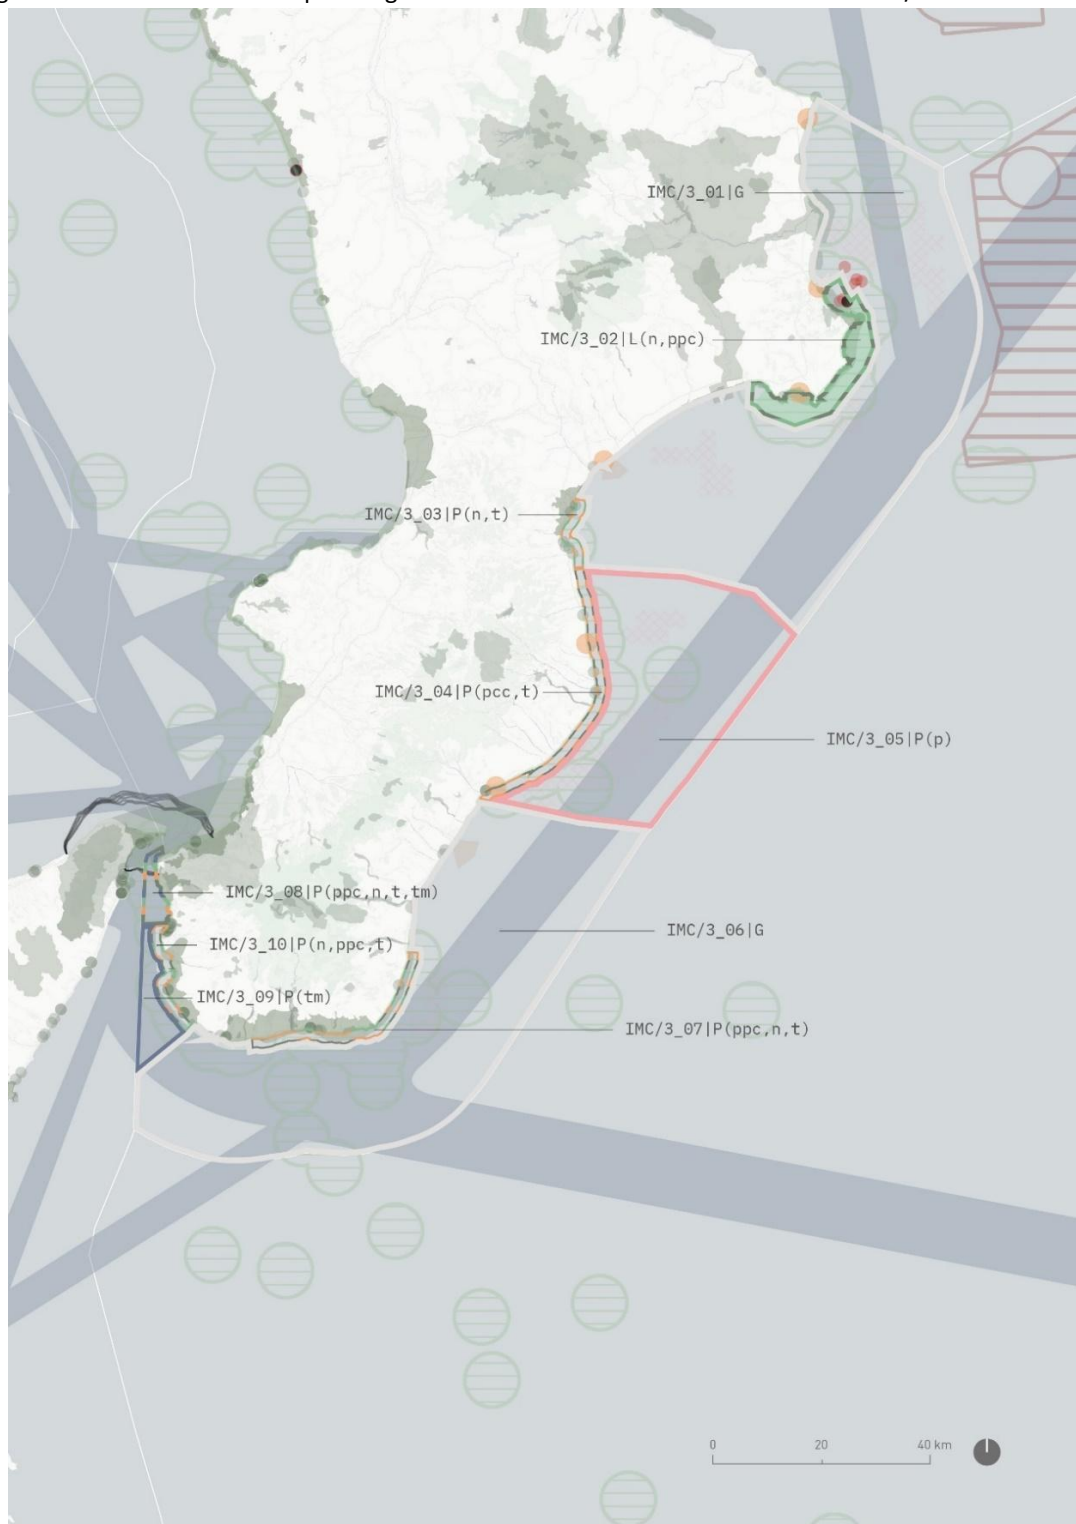 IMC/3_01|G
IMC/3_02|L(n,ppc)
IMC/3_03|P(n,t)
IMC/3_04|P(pcc,t)
IMC/3_05|P(p)
IMC/3_08|P(ppc,n,t,tm)
IMC/3_06|G
IMC/3_10|P(n,ppc,t)
IMC/3_09|P(tm)
IMC/3_07|P(ppc,n,t)
0 20 40 km